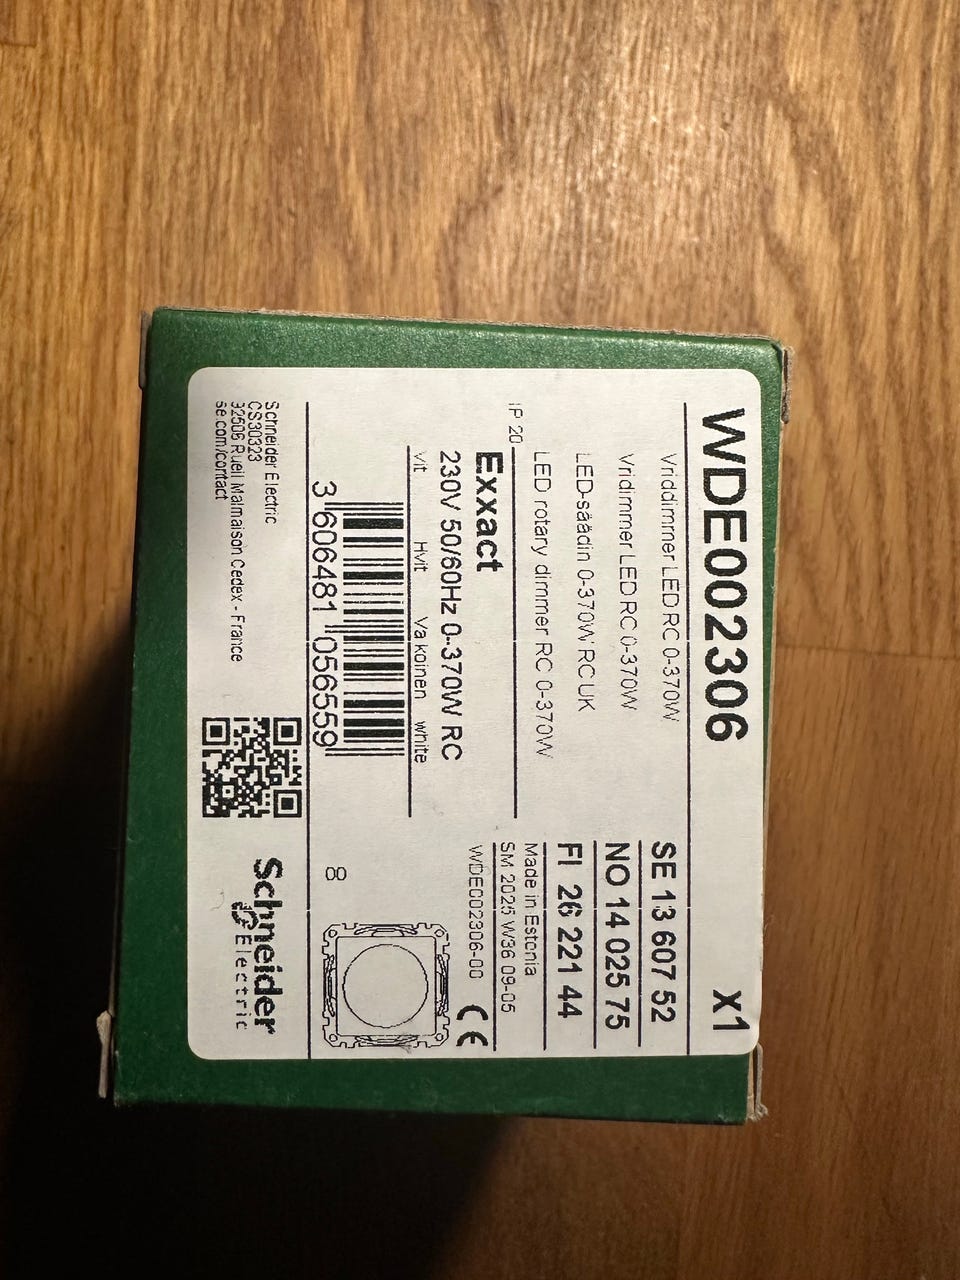 WDE002306 X1
Vriddimmer LED RC 0-370W
Vridimmer LED RC 0-370W
LED-säädin 0-370W RC UK
LED rotary dimmer RC 0-370W
SE 13 607 52
NO 14 025 75
FI 26 221 44
Made in Estonia
SM 2025 W36 09-05
WDE002306-00 CE
IP 20
Exxact
230V 50/60Hz 0-370W RC
Vit Hvit Valkoinen white
3 606481 056559
8
Schneider Electric
CS30323
92506 Rueil Malmaison Cedex - France
se.com/contact
Schneider
Electric